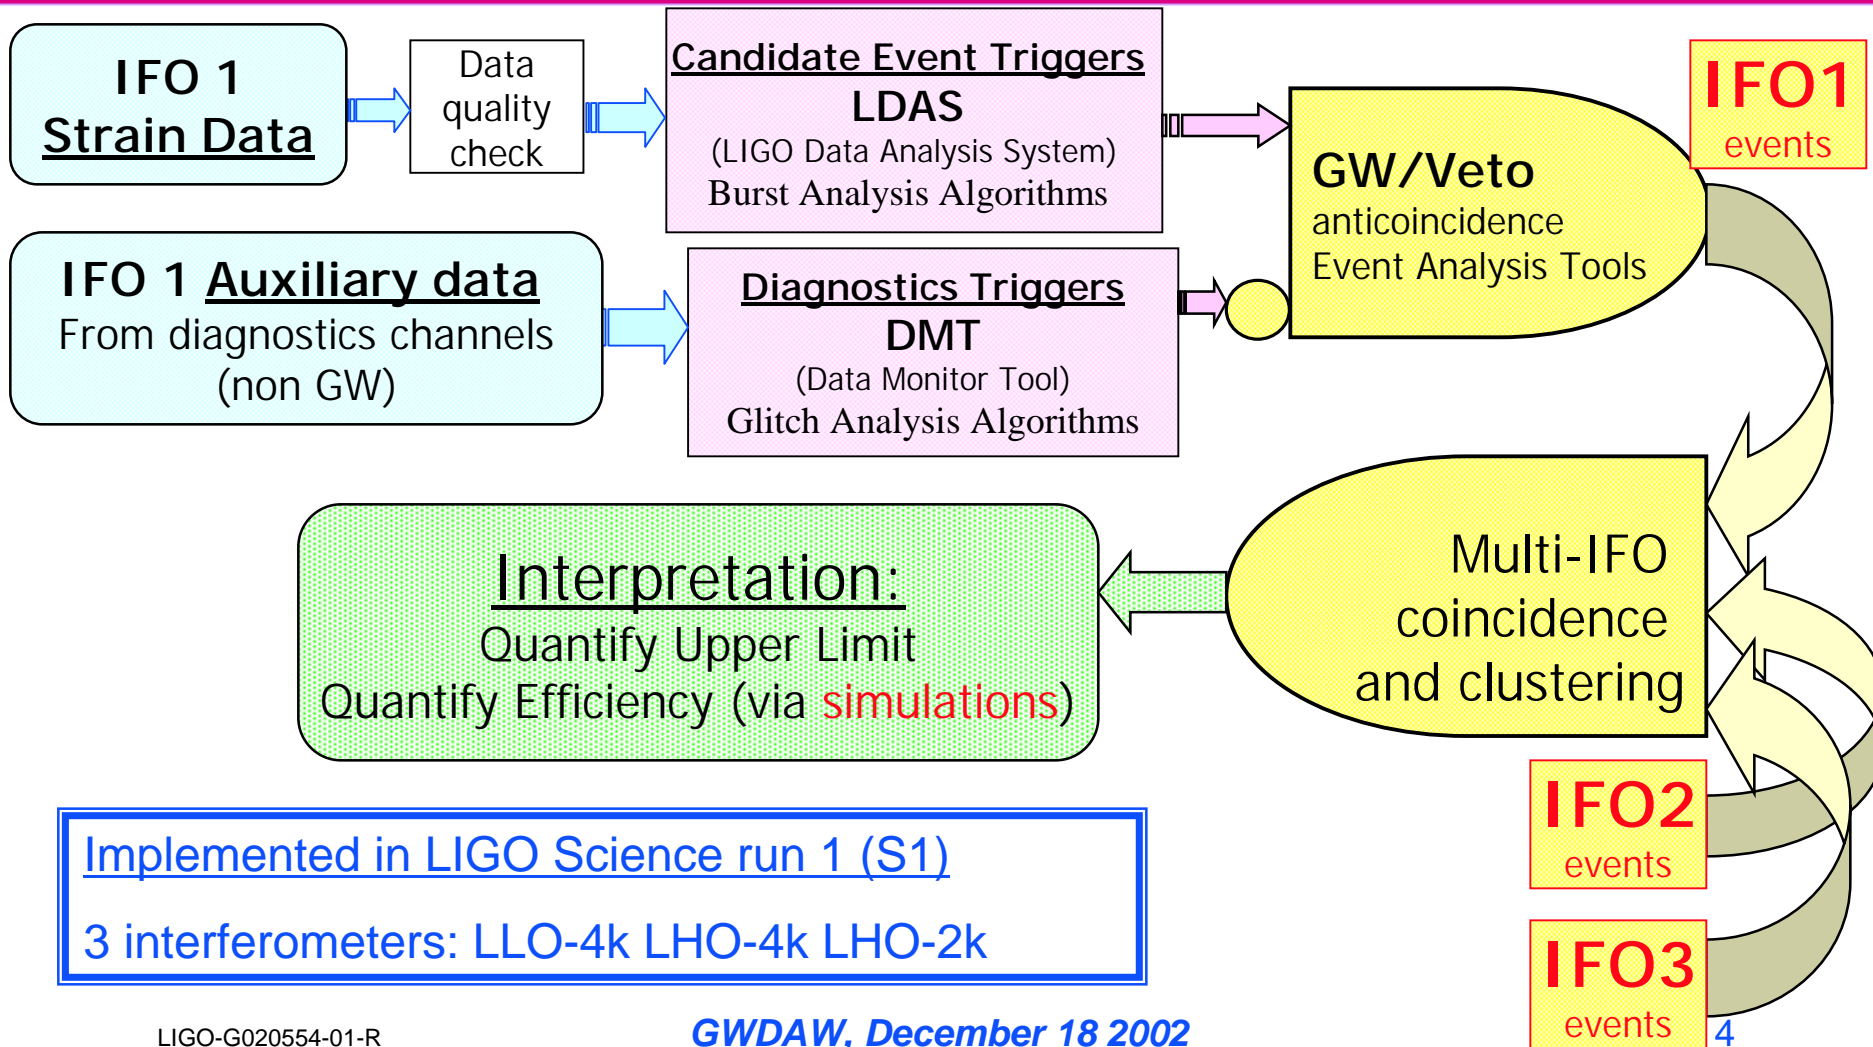 IFO 1
Strain Data
Data
quality
check
Candidate Event Triggers
LDAS
(LIGO Data Analysis System)
Burst Analysis Algorithms
IFO1
events
GW/Veto
anticoincidence
Event Analysis Tools
IFO 1 Auxiliary data
From diagnostics channels
(non GW)
Diagnostics Triggers
DMT
(Data Monitor Tool)
Glitch Analysis Algorithms
Interpretation:
Quantify Upper Limit
Quantify Efficiency (via simulations)
Multi-IFO
coincidence
and clustering
IFO2
events
Implemented in LIGO Science run 1 (S1)
3 interferometers: LLO-4k LHO-4k LHO-2k
IFO3
events
LIGO-G020554-01-R
GWDAW, December 18 2002
4